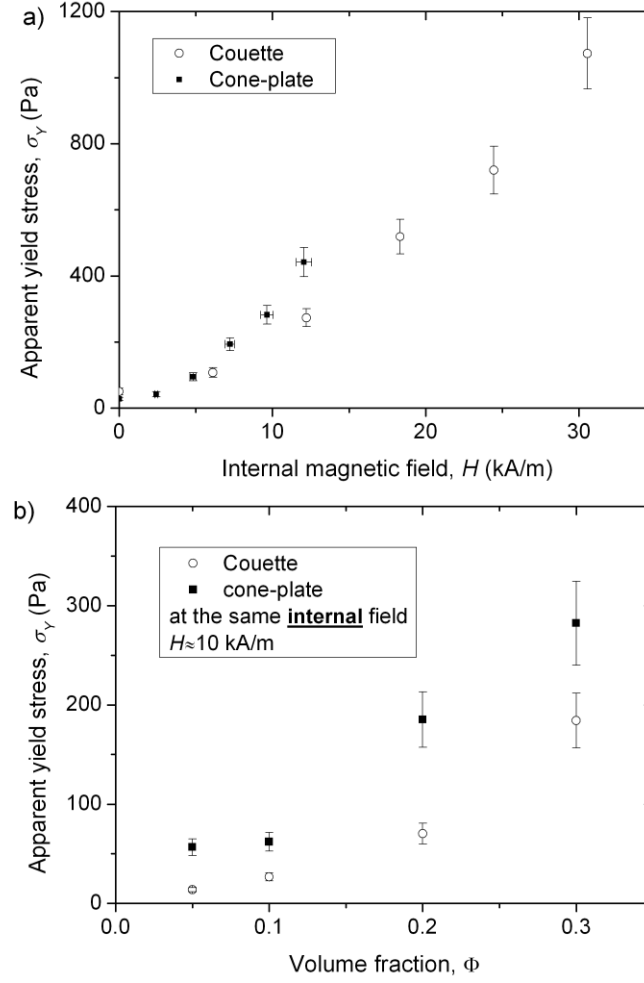 a)
Couette
Cone-plate
Apparent yield stress, σY (Pa)
1200
800
400
0
0 10 20 30
Internal magnetic field, H (kA/m)
b)
Couette
cone-plate
at the same internal field
H≈10 kA/m
Apparent yield stress, σY (Pa)
400
300
200
100
0
0.0 0.1 0.2 0.3
Volume fraction, Φ